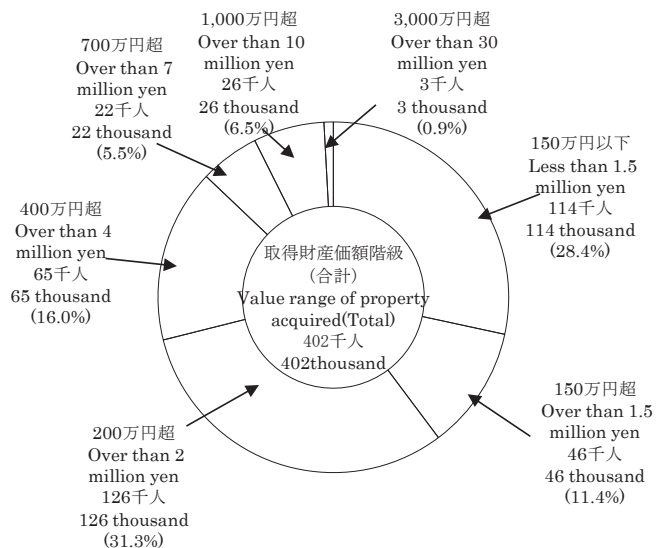 1,000万円超
Over than 10
million yen
26千人
26 thousand
(6.5%)
3,000万円超
Over than 30
million yen
3千人
3 thousand
(0.9%)
700万円超
Over than 7
million yen
22千人
22 thousand
(5.5%)
150万円以下
Less than 1.5
million yen
114千人
114 thousand
(28.4%)
400万円超
Over than 4
million yen
65千人
65 thousand
(16.0%)
取得財産価額階級
(合計)
Value range of property
acquired(Total)
402千人
402thousand
150万円超
Over than 1.5
million yen
46千人
46 thousand
(11.4%)
200万円超
Over than 2
million yen
126千人
126 thousand
(31.3%)